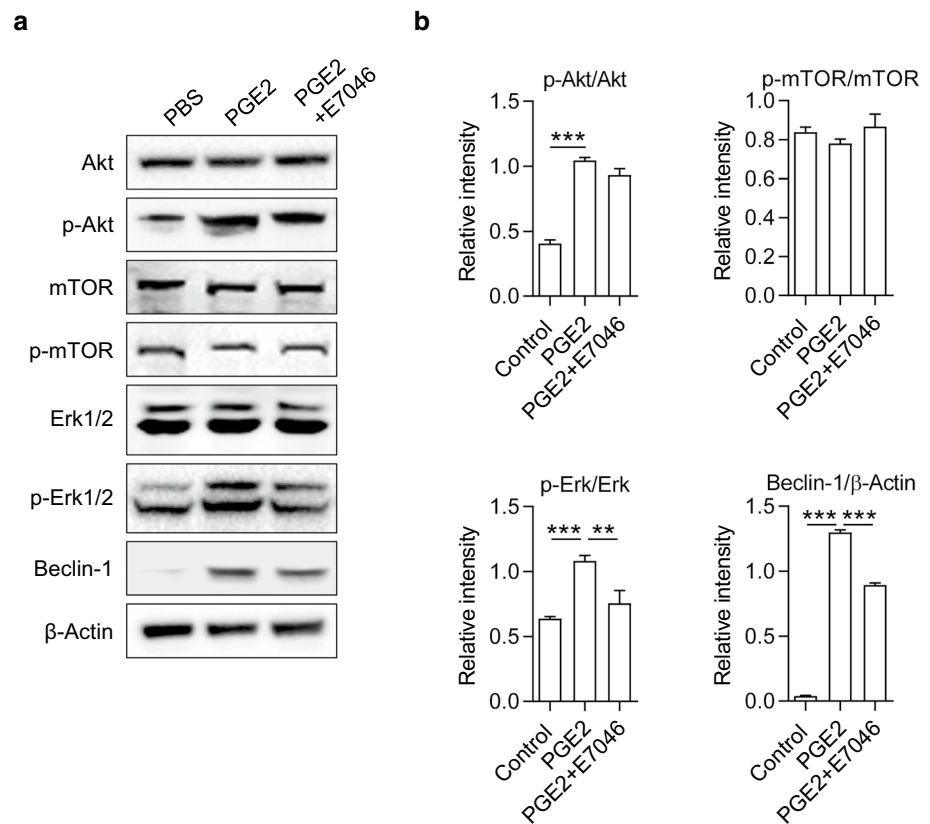 a
PBS
PGE2
PGE2
+E7046
Akt
p-Akt
mTOR
p-mTOR
Erk1/2
p-Erk1/2
Beclin-1
β-Actin
b
p-Akt/Akt
Relative intensity
1.5
1.0
0.5
0.0
***
Control
PGE2
PGE2+E7046
p-mTOR/mTOR
Relative intensity
1.0
0.8
0.6
0.4
0.2
0.0
Control
PGE2
PGE2+E7046
p-Erk/Erk
Relative intensity
1.5
1.0
0.5
0.0
*** **
Control
PGE2
PGE2+E7046
Beclin-1/β-Actin
Relative intensity
1.5
1.0
0.5
0.0
*** ***
Control
PGE2
PGE2+E7046